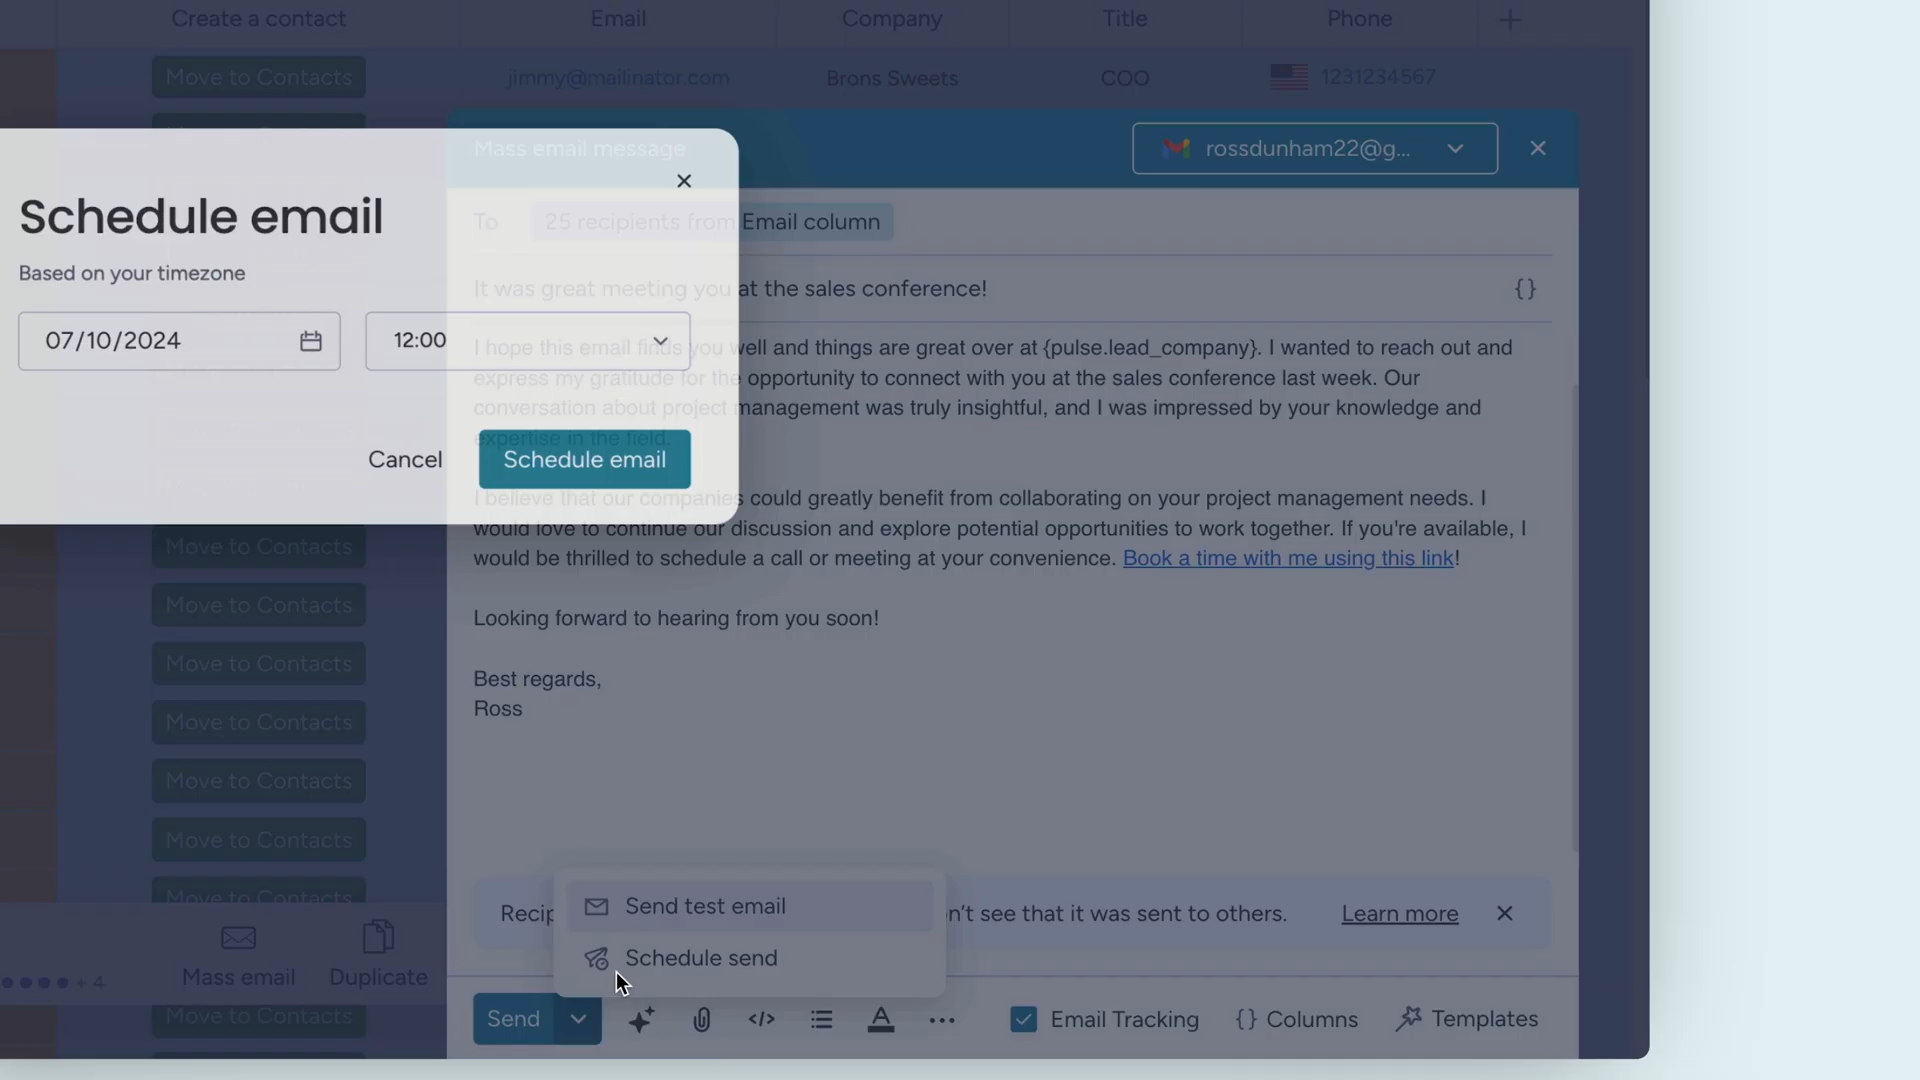 Create a contact
Email
Company
Title
Phone
Move to Contacts
jimmy@mailinator.com
Brons Sweets
COO
1231234567
Mass email message
rossdunham22@g...
Schedule email
Based on your timezone
07/10/2024
12:00
Cancel
Schedule email
To
25 recipients from Email column
It was great meeting you at the sales conference!
{}
I hope this email finds you well and things are great over at {pulse.lead_company}. I wanted to reach out and
express my gratitude for the opportunity to connect with you at the sales conference last week. Our
conversation about project management was truly insightful, and I was impressed by your knowledge and
expertise in the field.
I believe that our companies could greatly benefit from collaborating on your project management needs. I
would love to continue our discussion and explore potential opportunities to work together. If you're available, I
would be thrilled to schedule a call or meeting at your convenience. Book a time with me using this link!
Looking forward to hearing from you soon!
Best regards,
Ross
Move to Contacts
Move to Contacts
Move to Contacts
Move to Contacts
Move to Contacts
Move to Contacts
Move to Contacts
Send test email
Schedule send
n't see that it was sent to others.
Learn more
+ 4
Mass email
Duplicate
Move to Contacts
Send
Email Tracking
{} Columns
Templates